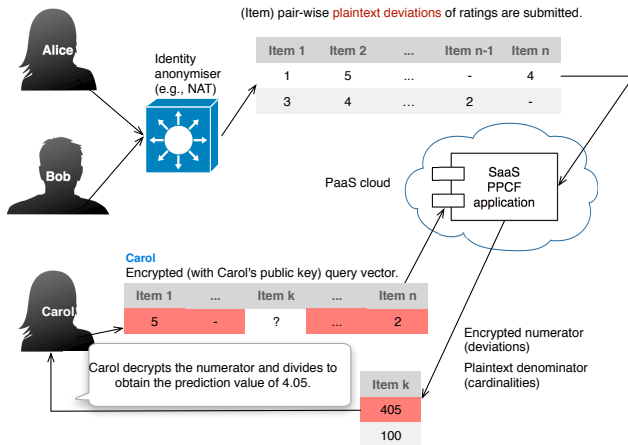 (Item) pair-wise plaintext deviations of ratings are submitted.
Alice
Identity
anonymiser
(e.g., NAT)
Item 1 Item 2 ... Item n-1 Item n
1 5 ... - 4
3 4 ... 2 -
Bob
PaaS cloud
SaaS
PPCF
application
Carol
Encrypted (with Carol's public key) query vector.
Item 1 ... Item k ... Item n
5 - ? ... 2
Carol
Encrypted numerator
(deviations)
Plaintext denominator
(cardinalities)
Carol decrypts the numerator and divides to
obtain the prediction value of 4.05.
Item k
405
100